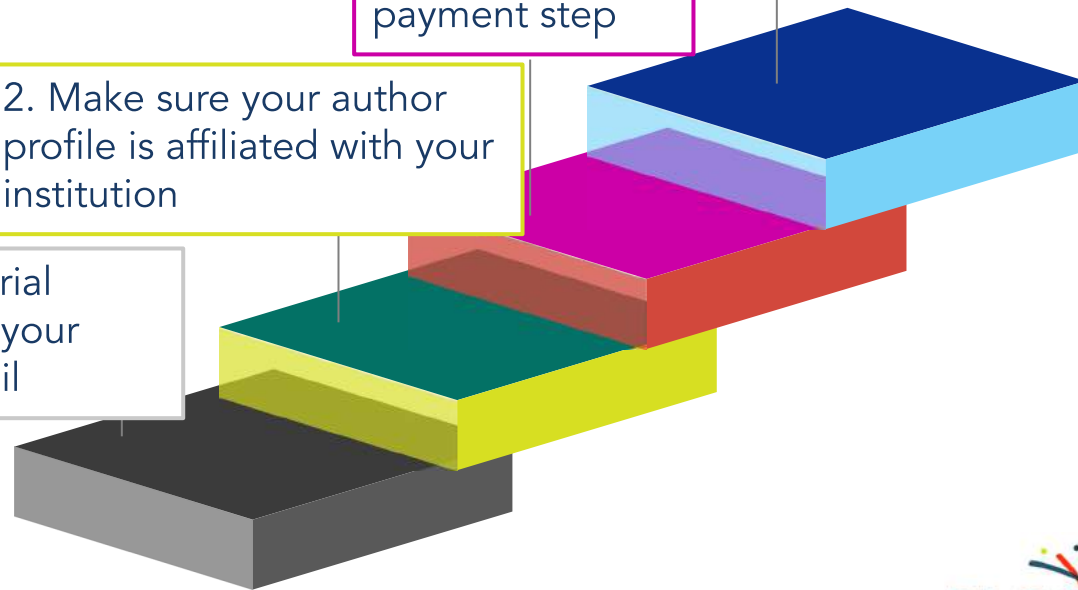 payment step
2. Make sure your author
profile is affiliated with your
institution
rial
your
il